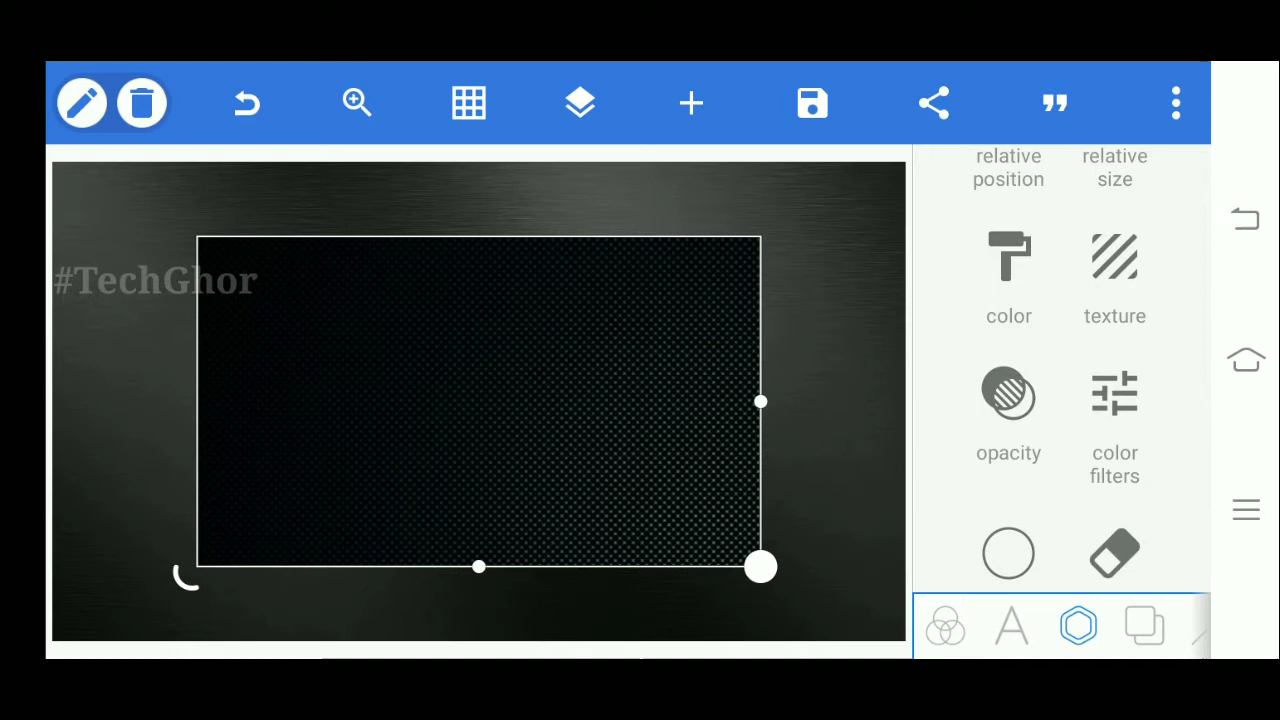 relative relative
position size
#TechGhor
color texture
opacity color
filters